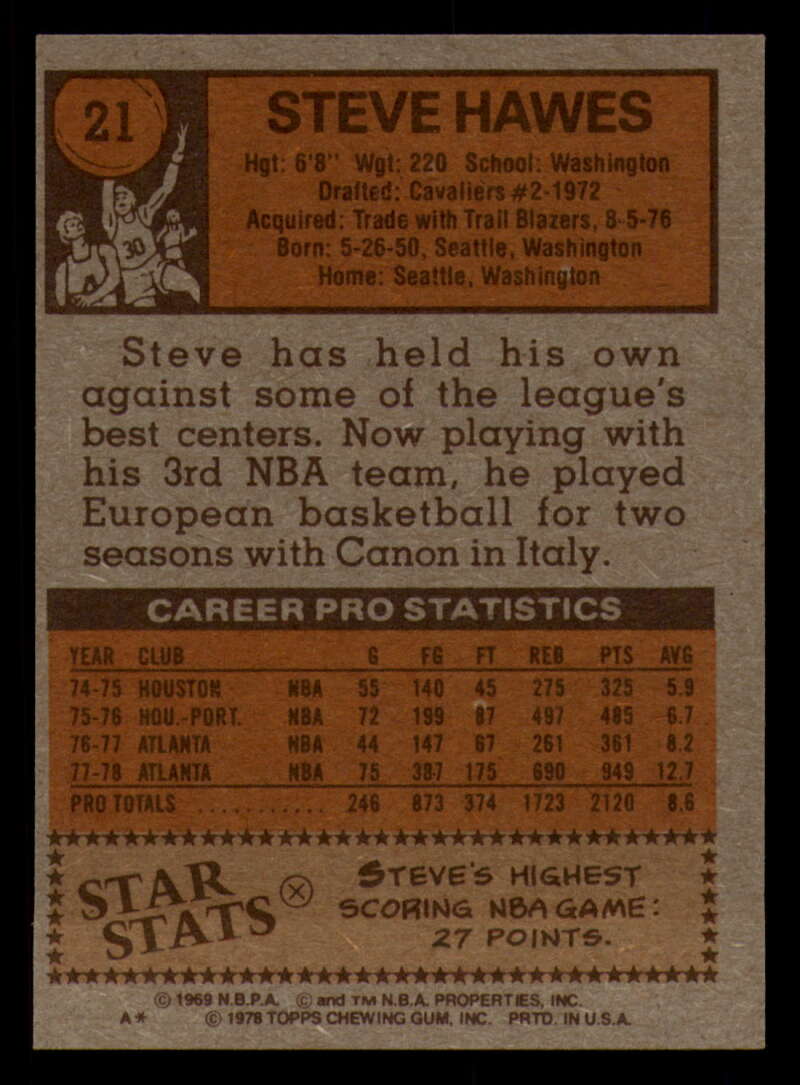 21
STEVE HAWES
Hgt: 6'8" Wgt: 220 School: Washington
Drafted: Cavaliers #2-1972
Acquired: Trade with Trail Blazers, 8-5-76
Born: 5-26-50, Seattle, Washington
Home: Seattle, Washington
30
Steve has held his own
against some of the league's
best centers. Now playing with
his 3rd NBA team, he played
European basketball for two
seasons with Canon in Italy.
CAREER PRO STATISTICS
YEAR CLUB G FG FT REB PTS AVG
74-75 HOUSTON NBA 55 140 45 275 325 5.9
75-76 HOU.-PORT. NBA 72 199 87 497 485 6.7
76-77 ATLANTA NBA 44 147 67 261 361 8.2
77-78 ATLANTA NBA 75 387 175 690 949 12.7
PRO TOTALS ............ 246 873 374 1723 2120 8.6
STAR
STATS
STEVE'S HIGHEST
SCORING NBA GAME:
27 POINTS.
© 1969 N.B.P.A. © and TM N.B.A. PROPERTIES, INC.
A* © 1978 TOPPS CHEWING GUM, INC. PRTD. IN U.S.A.